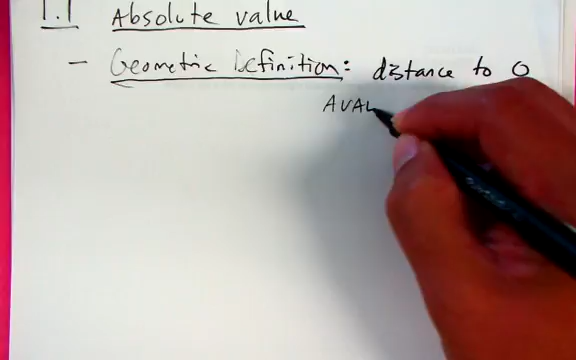 1.1 Absolute value
- Geometric Definition: distance to 0
AVAL